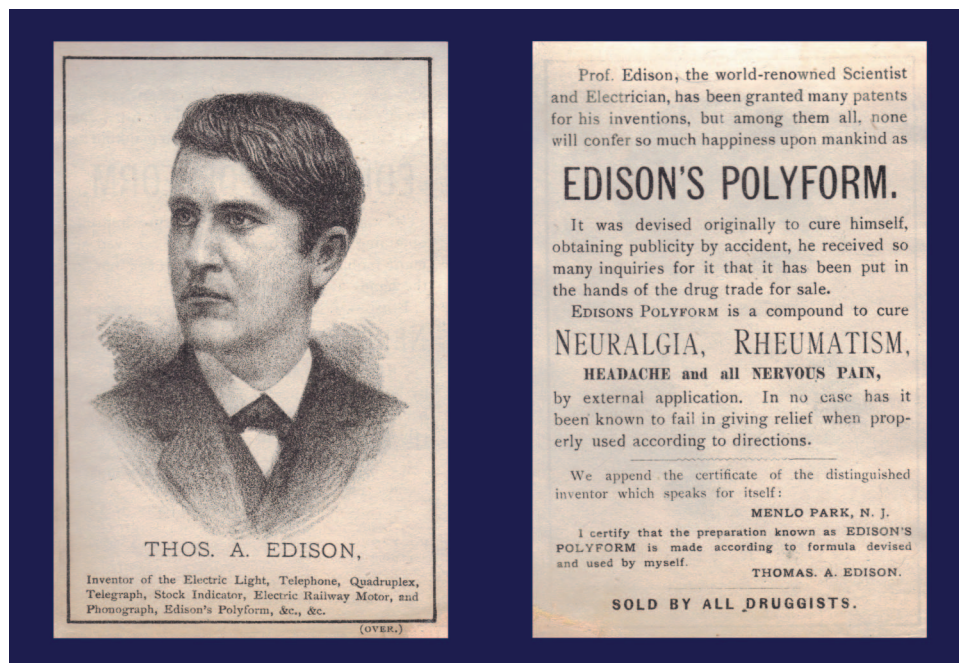 THOS. A. EDISON,
Inventor of the Electric Light, Telephone, Quadruplex,
Telegraph, Stock Indicator, Electric Railway Motor, and
Phonograph, Edison's Polyform, &c., &c.
(OVER.)
Prof. Edison, the world-renowned Scientist
and Electrician, has been granted many patents
for his inventions, but among them all, none
will confer so much happiness upon mankind as
EDISON'S POLYFORM.
It was devised originally to cure himself,
obtaining publicity by accident, he received so
many inquiries for it that it has been put in
the hands of the drug trade for sale.
EDISONS POLYFORM is a compound to cure
NEURALGIA, RHEUMATISM,
HEADACHE and all NERVOUS PAIN,
by external application. In no case has it
been known to fail in giving relief when prop-
erly used according to directions.
We append the certificate of the distinguished
inventor which speaks for itself:
MENLO PARK, N. J.
I certify that the preparation known as EDISON'S
POLYFORM is made according to formula devised
and used by myself.
THOMAS. A. EDISON.
SOLD BY ALL DRUGGISTS.